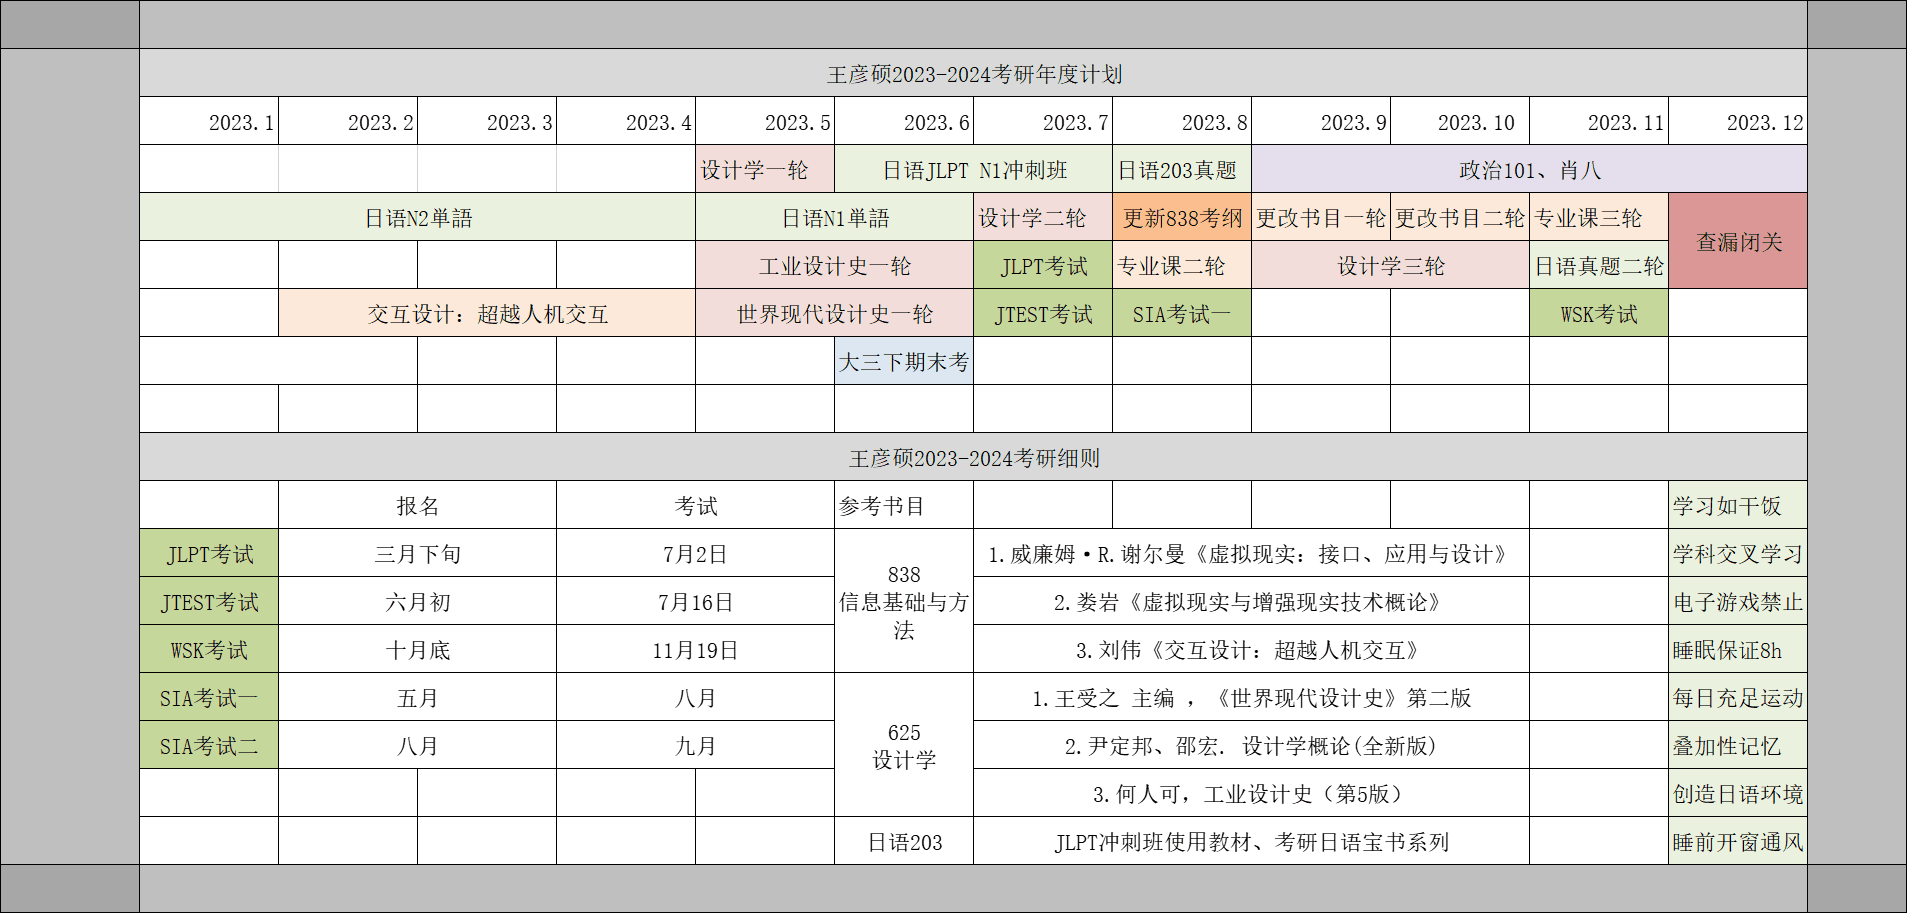 王彦硕2023-2024考研年度计划
2023.1 2023.2 2023.3 2023.4 2023.5 2023.6 2023.7 2023.8 2023.9 2023.10 2023.11 2023.12
设计学一轮 日语JLPT N1冲刺班 日语203真题 政治101、肖八
日语N2単語 日语N1単語 设计学二轮 更新838考纲 更改书目一轮 更改书目二轮 专业课三轮
查漏闭关
工业设计史一轮 JLPT考试 专业课二轮 设计学三轮 日语真题二轮
交互设计：超越人机交互 世界现代设计史一轮 JTEST考试 SIA考试一 WSK考试
大三下期末考
王彦硕2023-2024考研细则
报名 考试 参考书目 学习如干饭
JLPT考试 三月下旬 7月2日 1.威廉姆·R.谢尔曼《虚拟现实：接口、应用与设计》 学科交叉学习
838
信息基础与方
法
JTEST考试 六月初 7月16日 2.娄岩《虚拟现实与增强现实技术概论》 电子游戏禁止
WSK考试 十月底 11月19日 3.刘伟《交互设计：超越人机交互》 睡眠保证8h
SIA考试一 五月 八月 1.王受之 主编 ，《世界现代设计史》第二版 每日充足运动
625
设计学
SIA考试二 八月 九月 2.尹定邦、邵宏. 设计学概论(全新版) 叠加性记忆
3.何人可，工业设计史（第5版） 创造日语环境
日语203 JLPT冲刺班使用教材、考研日语宝书系列 睡前开窗通风